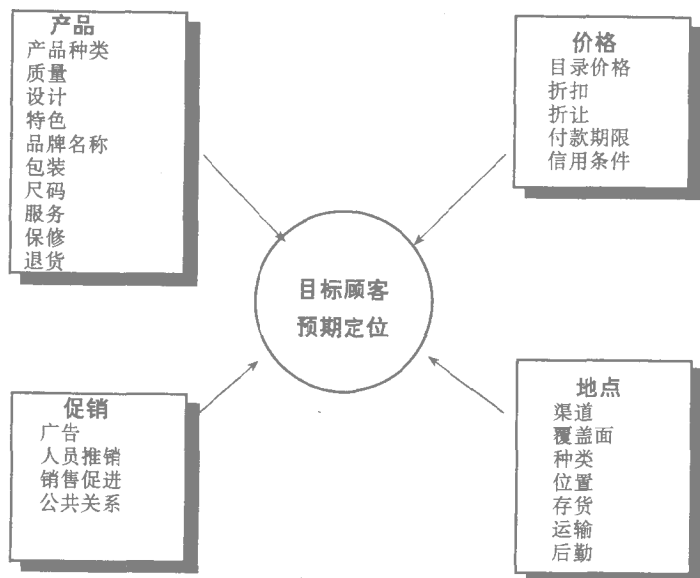 产品
产品种类
质量
设计
特色
品牌名称
包装
尺码
服务
保修
退货
价格
目录价格
折扣
折让
付款期限
信用条件
目标顾客
预期定位
促销
广告
人员推销
销售促进
公共关系
地点
渠道
覆盖面
种类
位置
存货
运输
后勤